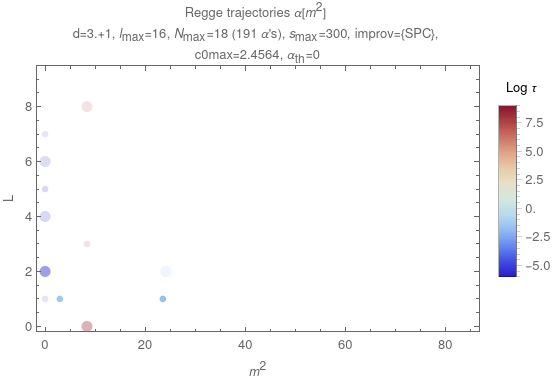 Regge trajectories α[m²]
d=3.+1, lmax=16, Nmax=18 (191 α's), smax=300, improv={SPC},
c0max=2.4564, αth=0
Log τ
8
6
4
2
0
L
7.5
5.0
2.5
0.
−2.5
−5.0
0
20
40
60
80
m²